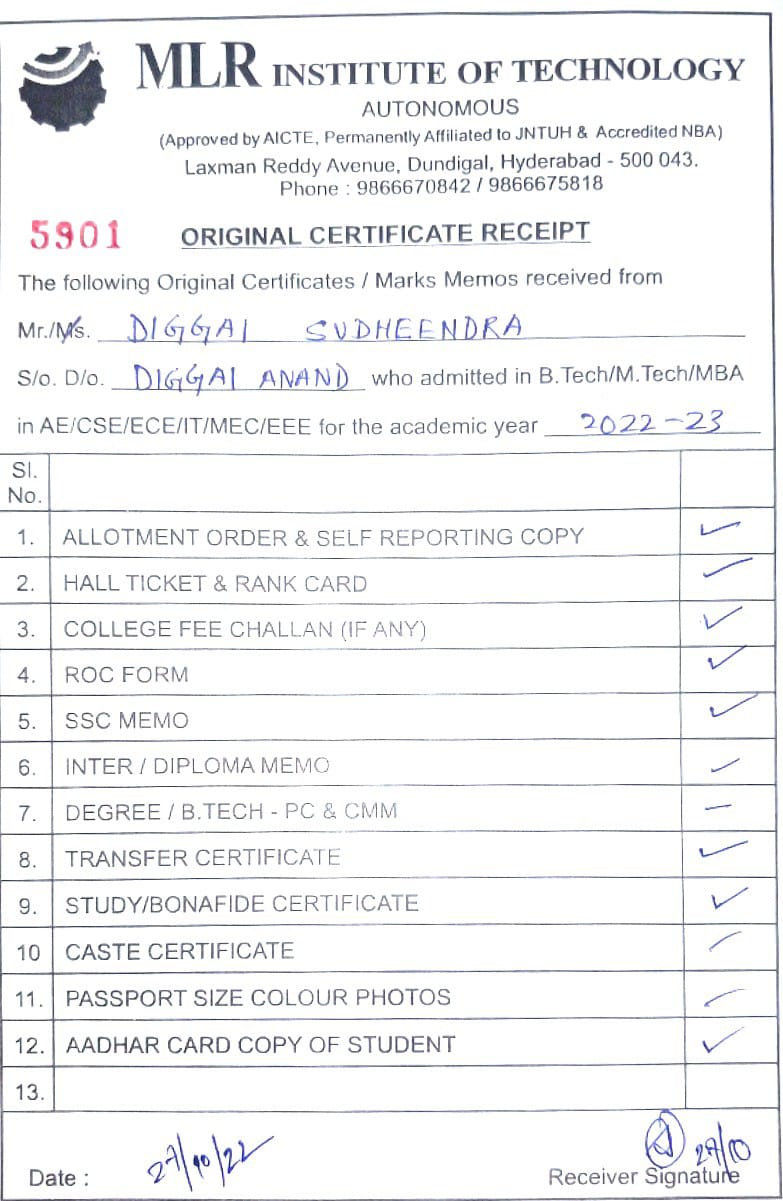 MLR INSTITUTE OF TECHNOLOGY
AUTONOMOUS
(Approved by AICTE, Permanently Affiliated to JNTUH & Accredited NBA)
Laxman Reddy Avenue, Dundigal, Hyderabad - 500 043.
Phone : 9866670842 / 9866675818
5901 ORIGINAL CERTIFICATE RECEIPT
The following Original Certificates / Marks Memos received from
Mr./Ms. DIGGAI SUDHEENDRA
S/o. D/o. DIGGAI ANAND who admitted in B.Tech/M.Tech/MBA
in AE/CSE/ECE/IT/MEC/EEE for the academic year 2022-23
Sl.
No.
1. ALLOTMENT ORDER & SELF REPORTING COPY ✓
2. HALL TICKET & RANK CARD ✓
3. COLLEGE FEE CHALLAN (IF ANY) ✓
4. ROC FORM ✓
5. SSC MEMO ✓
6. INTER / DIPLOMA MEMO ✓
7. DEGREE / B.TECH - PC & CMM –
8. TRANSFER CERTIFICATE ✓
9. STUDY/BONAFIDE CERTIFICATE ✓
10 CASTE CERTIFICATE ✓
11. PASSPORT SIZE COLOUR PHOTOS ✓
12. AADHAR CARD COPY OF STUDENT ✓
13.
27/10
Date : 27/10/22 Receiver Signature